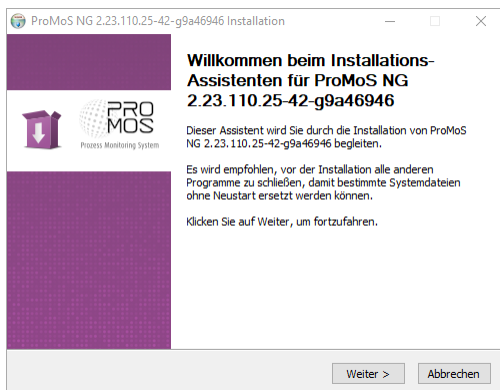 ProMoS NG 2.23.110.25-42-g9a46946 Installation
PRO
MOS
Prozess Monitoring System
Willkommen beim Installations-
Assistenten für ProMoS NG
2.23.110.25-42-g9a46946
Dieser Assistent wird Sie durch die Installation von ProMoS
NG 2.23.110.25-42-g9a46946 begleiten.
Es wird empfohlen, vor der Installation alle anderen
Programme zu schließen, damit bestimmte Systemdateien
ohne Neustart ersetzt werden können.
Klicken Sie auf Weiter, um fortzufahren.
Weiter >
Abbrechen